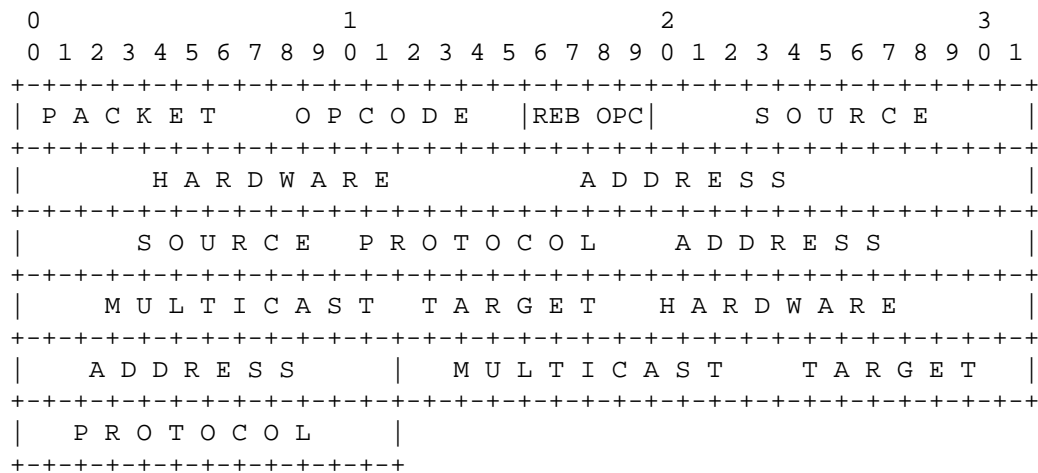 0                   1                   2                   3
0 1 2 3 4 5 6 7 8 9 0 1 2 3 4 5 6 7 8 9 0 1 2 3 4 5 6 7 8 9 0 1
+-+-+-+-+-+-+-+-+-+-+-+-+-+-+-+-+-+-+-+-+-+-+-+-+-+-+-+-+-+-+-+-+
| P A C K E T     O P C O D E   |REB OPC|      S O U R C E      |
+-+-+-+-+-+-+-+-+-+-+-+-+-+-+-+-+-+-+-+-+-+-+-+-+-+-+-+-+-+-+-+-+
|        H A R D W A R E            A D D R E S S               |
+-+-+-+-+-+-+-+-+-+-+-+-+-+-+-+-+-+-+-+-+-+-+-+-+-+-+-+-+-+-+-+-+
|       S O U R C E  P R O T O C O L    A D D R E S S           |
+-+-+-+-+-+-+-+-+-+-+-+-+-+-+-+-+-+-+-+-+-+-+-+-+-+-+-+-+-+-+-+-+
|     M U L T I C A S T   T A R G E T   H A R D W A R E         |
+-+-+-+-+-+-+-+-+-+-+-+-+-+-+-+-+-+-+-+-+-+-+-+-+-+-+-+-+-+-+-+-+
|    A D D R E S S      |   M U L T I C A S T     T A R G E T   |
+-+-+-+-+-+-+-+-+-+-+-+-+-+-+-+-+-+-+-+-+-+-+-+-+-+-+-+-+-+-+-+-+
|   P R O T O C O L     |
+-+-+-+-+-+-+-+-+-+-+-+-+